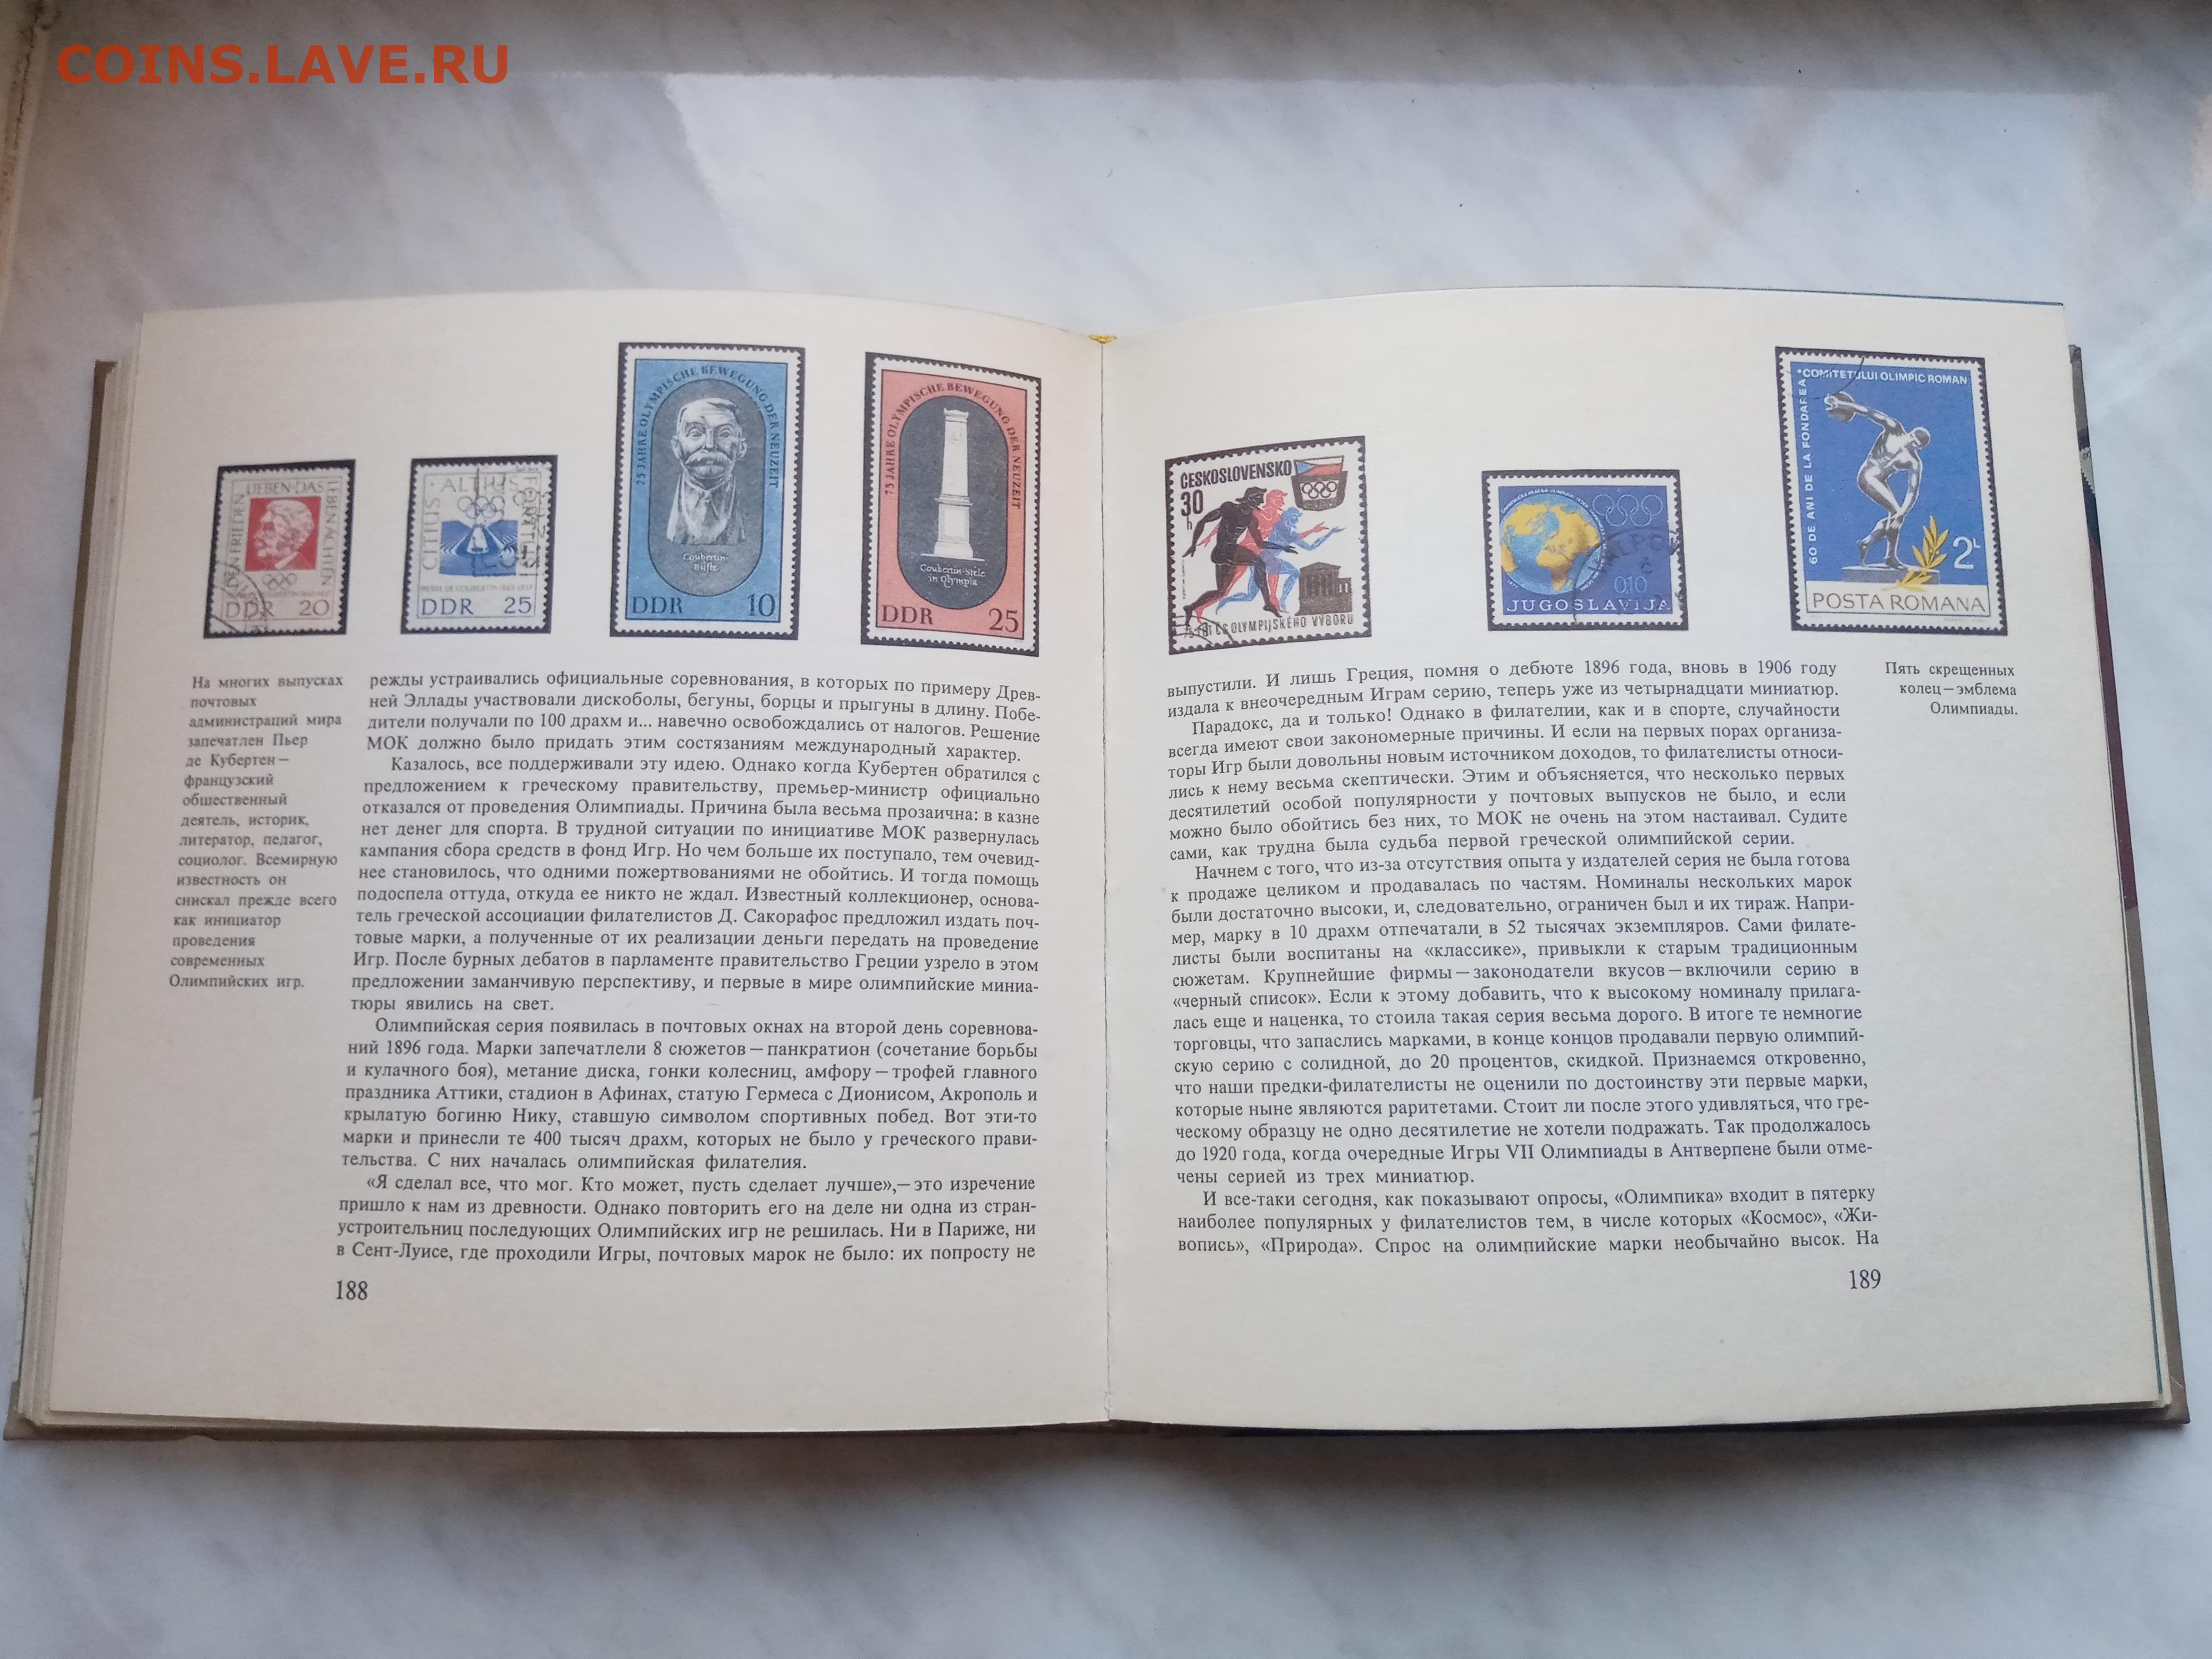 COINS.LAVE.RU
DEN FRIEDEN
LIEBEN·DAS
LEBEN ACHTEN
DDR 20
CITIUS
·ALTIUS
DDR 25
75 JAHRE OLYMPISCHE BEWEGUNG DER NEUZEIT
Coubertin-
Büste
DDR 10
75 JAHRE OLYMPISCHE BEWEGUNG DER NEUZEIT
Coubertin-Stele
in Olympia
DDR 25
На многих выпусках
почтовых
администраций мира
запечатлен Пьер
де Кубертен —
французский
общественный
деятель, историк,
литератор, педагог,
социолог. Всемирную
известность он
снискал прежде всего
как инициатор
проведения
современных
Олимпийских игр.
режды устраивались официальные соревнования, в которых по примеру Древ-
ней Эллады участвовали дискоболы, бегуны, борцы и прыгуны в длину. Побе-
дители получали по 100 драхм и... навечно освобождались от налогов. Решение
МОК должно было придать этим состязаниям международный характер.
Казалось, все поддерживали эту идею. Однако когда Кубертен обратился с
предложением к греческому правительству, премьер-министр официально
отказался от проведения Олимпиады. Причина была весьма прозаична: в казне
нет денег для спорта. В трудной ситуации по инициативе МОК развернулась
кампания сбора средств в фонд Игр. Но чем больше их поступало, тем очевид-
нее становилось, что одними пожертвованиями не обойтись. И тогда помощь
подоспела оттуда, откуда ее никто не ждал. Известный коллекционер, основа-
тель греческой ассоциации филателистов Д. Сакорафос предложил издать поч-
товые марки, а полученные от их реализации деньги передать на проведение
Игр. После бурных дебатов в парламенте правительство Греции узрело в этом
предложении заманчивую перспективу, и первые в мире олимпийские миниа-
тюры явились на свет.
Олимпийская серия появилась в почтовых окнах на второй день соревнова-
ний 1896 года. Марки запечатлели 8 сюжетов — панкратион (сочетание борьбы
и кулачного боя), метание диска, гонки колесниц, амфору — трофей главного
праздника Аттики, стадион в Афинах, статую Гермеса с Дионисом, Акрополь и
крылатую богиню Нику, ставшую символом спортивных побед. Вот эти-то
марки и принесли те 400 тысяч драхм, которых не было у греческого прави-
тельства. С них началась олимпийская филателия.
«Я сделал все, что мог. Кто может, пусть сделает лучше»,— это изречение
пришло к нам из древности. Однако повторить его на деле ни одна из стран-
устроительниц последующих Олимпийских игр не решилась. Ни в Париже, ни
в Сент-Луисе, где проходили Игры, почтовых марок не было: их попросту не
188
ČESKOSLOVENSKO
30
h
OLYMPIJSKÉHO VÝBORU
0,10
JUGOSLAVIJA
60 DE ANI DE LA FONDAREA
*COMITETULUI OLIMPIC ROMAN
2L
POSTA ROMANA
выпустили. И лишь Греция, помня о дебюте 1896 года, вновь в 1906 году
издала к внеочередным Играм серию, теперь уже из четырнадцати миниатюр.
Парадокс, да и только! Однако в филателии, как и в спорте, случайности
всегда имеют свои закономерные причины. И если на первых порах организа-
торы Игр были довольны новым источником доходов, то филателисты относи-
лись к нему весьма скептически. Этим и объясняется, что несколько первых
десятилетий особой популярности у почтовых выпусков не было, и если
можно было обойтись без них, то МОК не очень на этом настаивал. Судите
сами, как трудна была судьба первой греческой олимпийской серии.
Начнем с того, что из-за отсутствия опыта у издателей серия не была готова
к продаже целиком и продавалась по частям. Номиналы нескольких марок
были достаточно высоки, и, следовательно, ограничен был и их тираж. Напри-
мер, марку в 10 драхм отпечатали в 52 тысячах экземпляров. Сами филате-
листы были воспитаны на «классике», привыкли к старым традиционным
сюжетам. Крупнейшие фирмы — законодатели вкусов — включили серию в
«черный список». Если к этому добавить, что к высокому номиналу прилага-
лась еще и наценка, то стоила такая серия весьма дорого. В итоге те немногие
торговцы, что запаслись марками, в конце концов продавали первую олимпий-
скую серию с солидной, до 20 процентов, скидкой. Признаемся откровенно,
что наши предки-филателисты не оценили по достоинству эти первые марки,
которые ныне являются раритетами. Стоит ли после этого удивляться, что гре-
ческому образцу не одно десятилетие не хотели подражать. Так продолжалось
до 1920 года, когда очередные Игры VII Олимпиады в Антверпене были отме-
чены серией из трех миниатюр.
И все-таки сегодня, как показывают опросы, «Олимпика» входит в пятерку
наиболее популярных у филателистов тем, в числе которых «Космос», «Жи-
вопись», «Природа». Спрос на олимпийские марки необычайно высок. На
189
Пять скрещенных
колец — эмблема
Олимпиады.